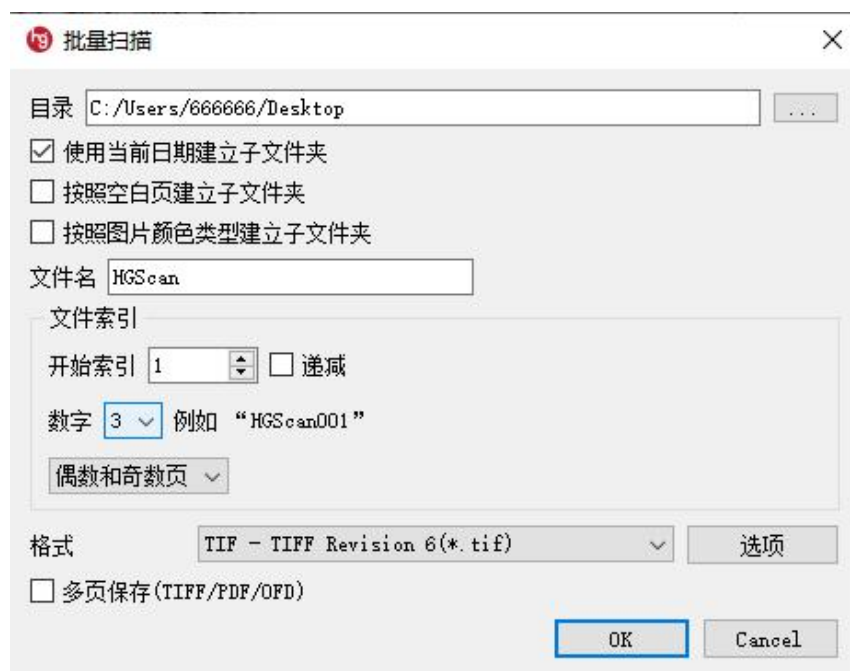 hg 批量扫描
目录 C:/Users/666666/Desktop ...
使用当前日期建立子文件夹
按照空白页建立子文件夹
按照图片颜色类型建立子文件夹
文件名 HGScan
文件索引
开始索引 1 递减
数字 3 例如 “HGScan001”
偶数和奇数页
格式 TIF - TIFF Revision 6(*.tif) 选项
多页保存(TIFF/PDF/OFD)
OK Cancel